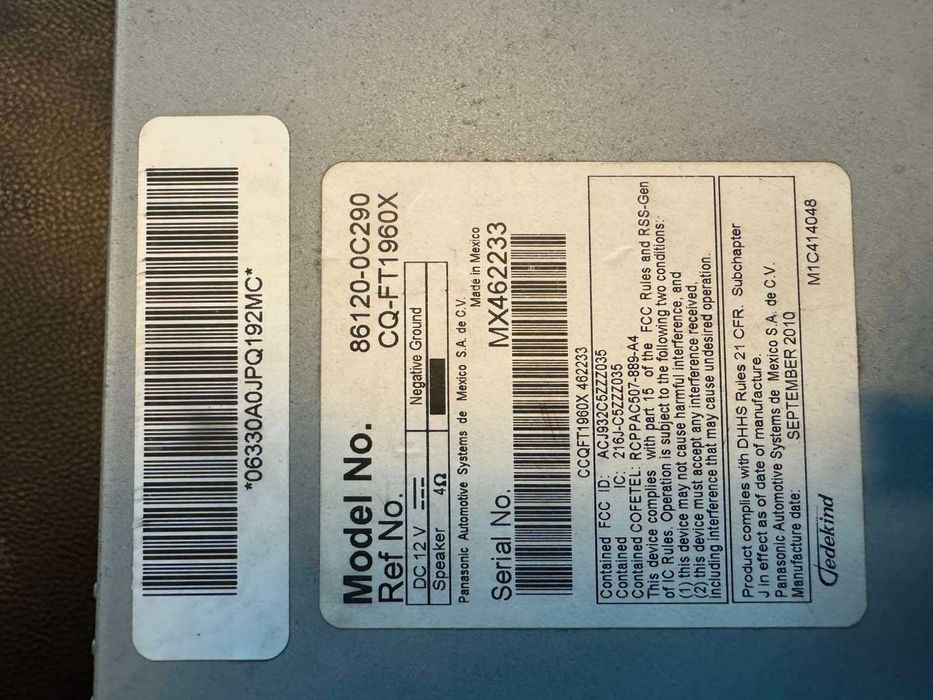 *06330A0JPQ192MC*
Model No. 86120-0C290
Ref No. CQ-FT1960X
DC 12 V Negative Ground
Speaker 4Ω
Panasonic Automotive Systems de Mexico S.A. de C.V.
Made in Mexico
Serial No. MX462233
CCQFT1960X 462233
Contained FCC ID: ACJ932C5ZZZ035
Contained IC: 216J-C5ZZZ035
Contained COFETEL: RCPPAC507-889-A4
This device complies with part 15 of the FCC Rules and RSS-Gen
of IC Rules. Operation is subject to the following two conditions:
(1) this device may not cause harmful interference, and
(2) this device must accept any interference received,
including interference that may cause undesired operation.
Product complies with DHHS Rules 21 CFR. Subchapter
J in effect as of date of manufacture.
Panasonic Automotive Systems de Mexico S.A. de C.V.
Manufacture date: SEPTEMBER 2010
M1C414048